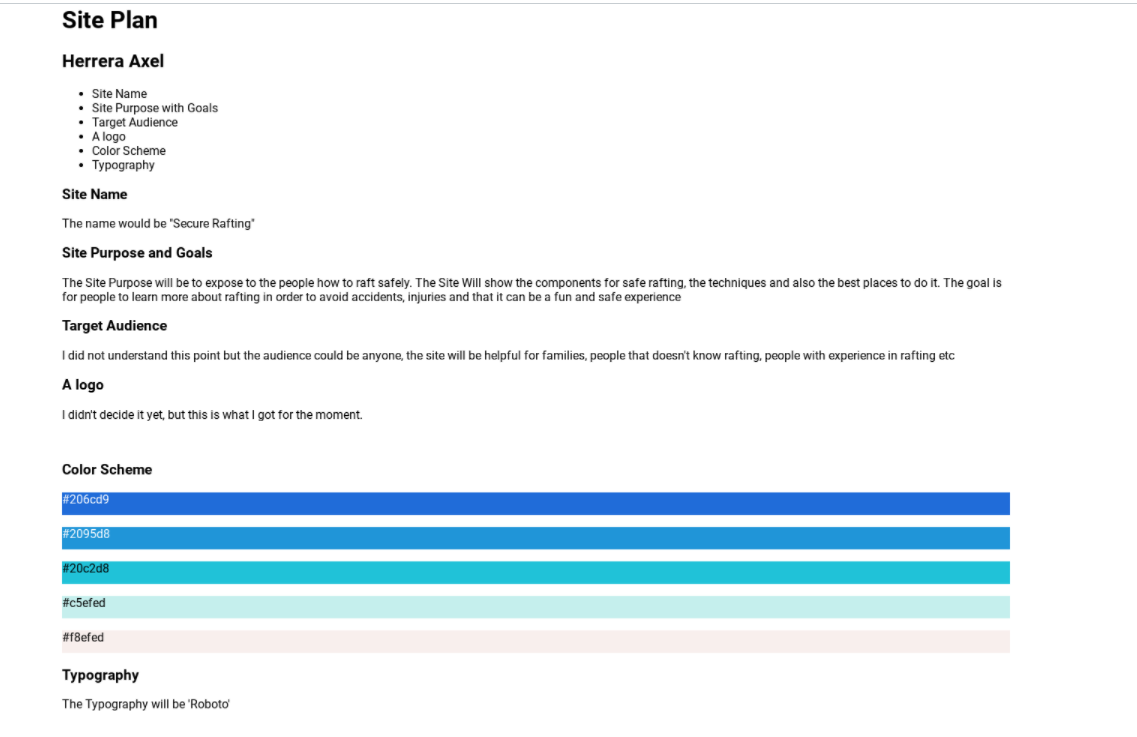 Site Plan
Herrera Axel
• Site Name
• Site Purpose with Goals
• Target Audience
• A logo
• Color Scheme
• Typography
Site Name
The name would be "Secure Rafting"
Site Purpose and Goals
The Site Purpose will be to expose to the people how to raft safely. The Site Will show the components for safe rafting, the techniques and also the best places to do it. The goal is
for people to learn more about rafting in order to avoid accidents, injuries and that it can be a fun and safe experience
Target Audience
I did not understand this point but the audience could be anyone, the site will be helpful for families, people that doesn't know rafting, people with experience in rafting etc
A logo
I didn't decide it yet, but this is what I got for the moment.
Color Scheme
#206cd9
#2095d8
#20c2d8
#c5efed
#f8efed
Typography
The Typography will be 'Roboto'